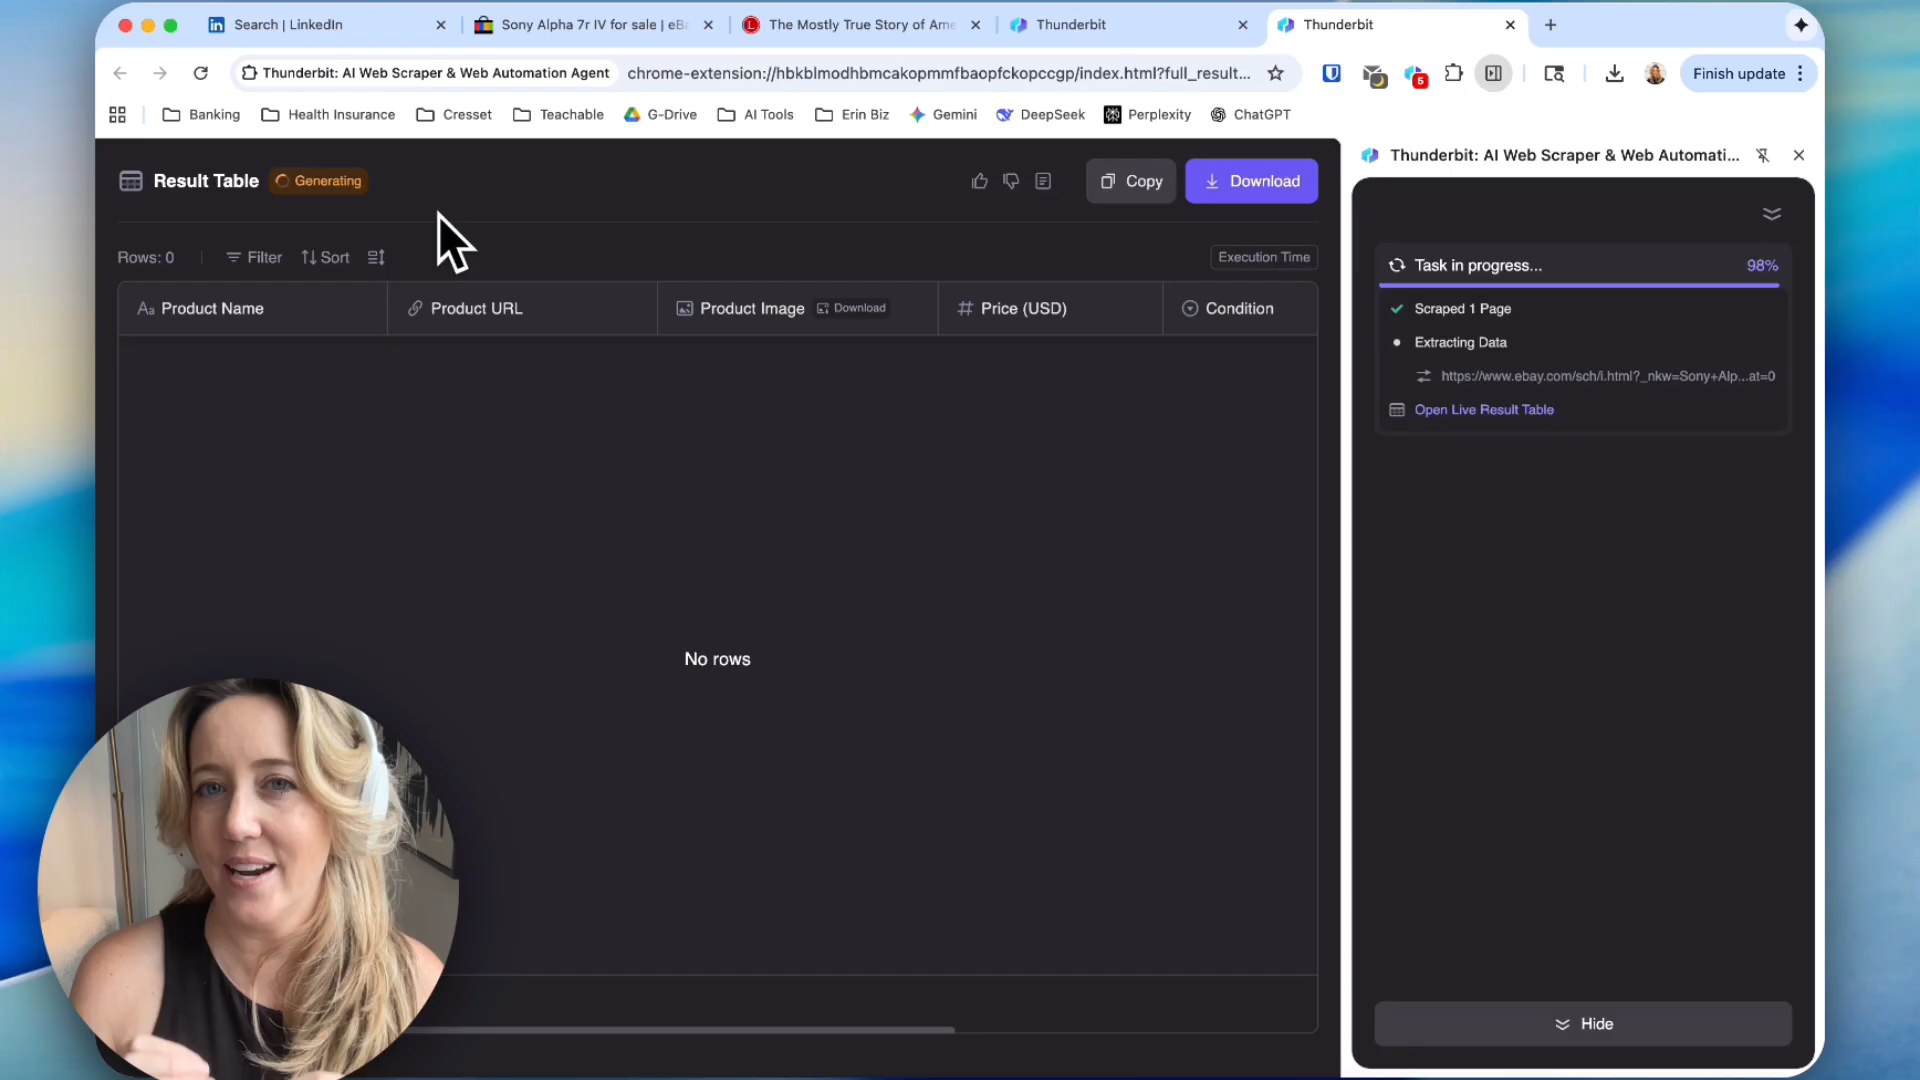 Search | LinkedIn
Sony Alpha 7r IV for sale | eBa
The Mostly True Story of Ame
Thunderbit
Thunderbit
Thunderbit: AI Web Scraper & Web Automation Agent
chrome-extension://hbkblmodhbmcakopmmfbaopfckopccgp/index.html?full_result...
5
Finish update
Banking
Health Insurance
Cresset
Teachable
G-Drive
AI Tools
Erin Biz
Gemini
DeepSeek
Perplexity
ChatGPT
Result Table
Generating
Copy
Download
Rows: 0
Filter
Sort
Execution Time
Aa Product Name
Product URL
Product Image
Download
# Price (USD)
Condition
No rows
Thunderbit: AI Web Scraper & Web Automati...
Task in progress...
98%
Scraped 1 Page
Extracting Data
https://www.ebay.com/sch/i.html?_nkw=Sony+Alp...at=0
Open Live Result Table
Hide